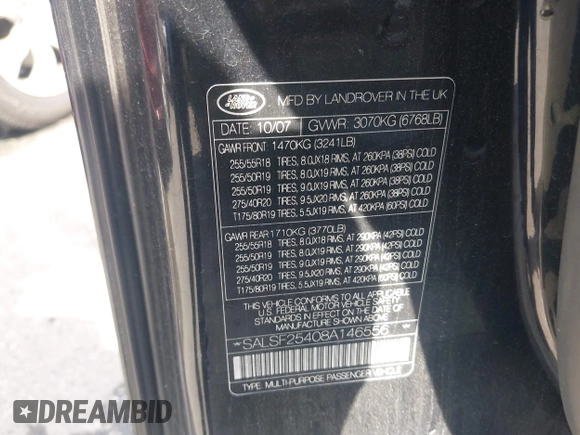 LAND ROVER
MFD BY LANDROVER IN THE UK
DATE: 10/07 GVWR: 3070KG (6768LB)
GAWR FRONT: 1470KG (3241LB)
255/55R18 TIRES, 8.0JX18 RIMS, AT 260KPA (38PSI) COLD
255/50R19 TIRES, 8.0JX19 RIMS, AT 260KPA (38PSI) COLD
255/50R19 TIRES, 9.0JX19 RIMS, AT 260KPA (38PSI) COLD
275/40R20 TIRES, 9.5JX20 RIMS, AT 260KPA (38PSI) COLD
T175/80R19 TIRES, 5.5JX19 RIMS, AT 420KPA (60PSI) COLD
GAWR REAR 1710KG (3770LB)
255/55R18 TIRES, 8.0JX18 RIMS, AT 290KPA (42PSI) COLD
255/50R19 TIRES, 8.0JX19 RIMS, AT 290KPA (42PSI) COLD
255/50R19 TIRES, 9.0JX19 RIMS, AT 290KPA (42PSI) COLD
275/40R20 TIRES, 9.5JX20 RIMS, AT 290KPA (42PSI) COLD
T175/80R19 TIRES, 5.5JX19 RIMS, AT 420KPA (60PSI) COLD
THIS VEHICLE CONFORMS TO ALL APPLICABLE
U.S. FEDERAL MOTOR VEHICLE SAFETY
STANDARDS IN EFFECT ON THE DATE OF
MANUFACTURE SHOWN ABOVE
*SALSF25408A146556*
TYPE: MULTI-PURPOSE PASSENGER VEHICLE
DREAMBID